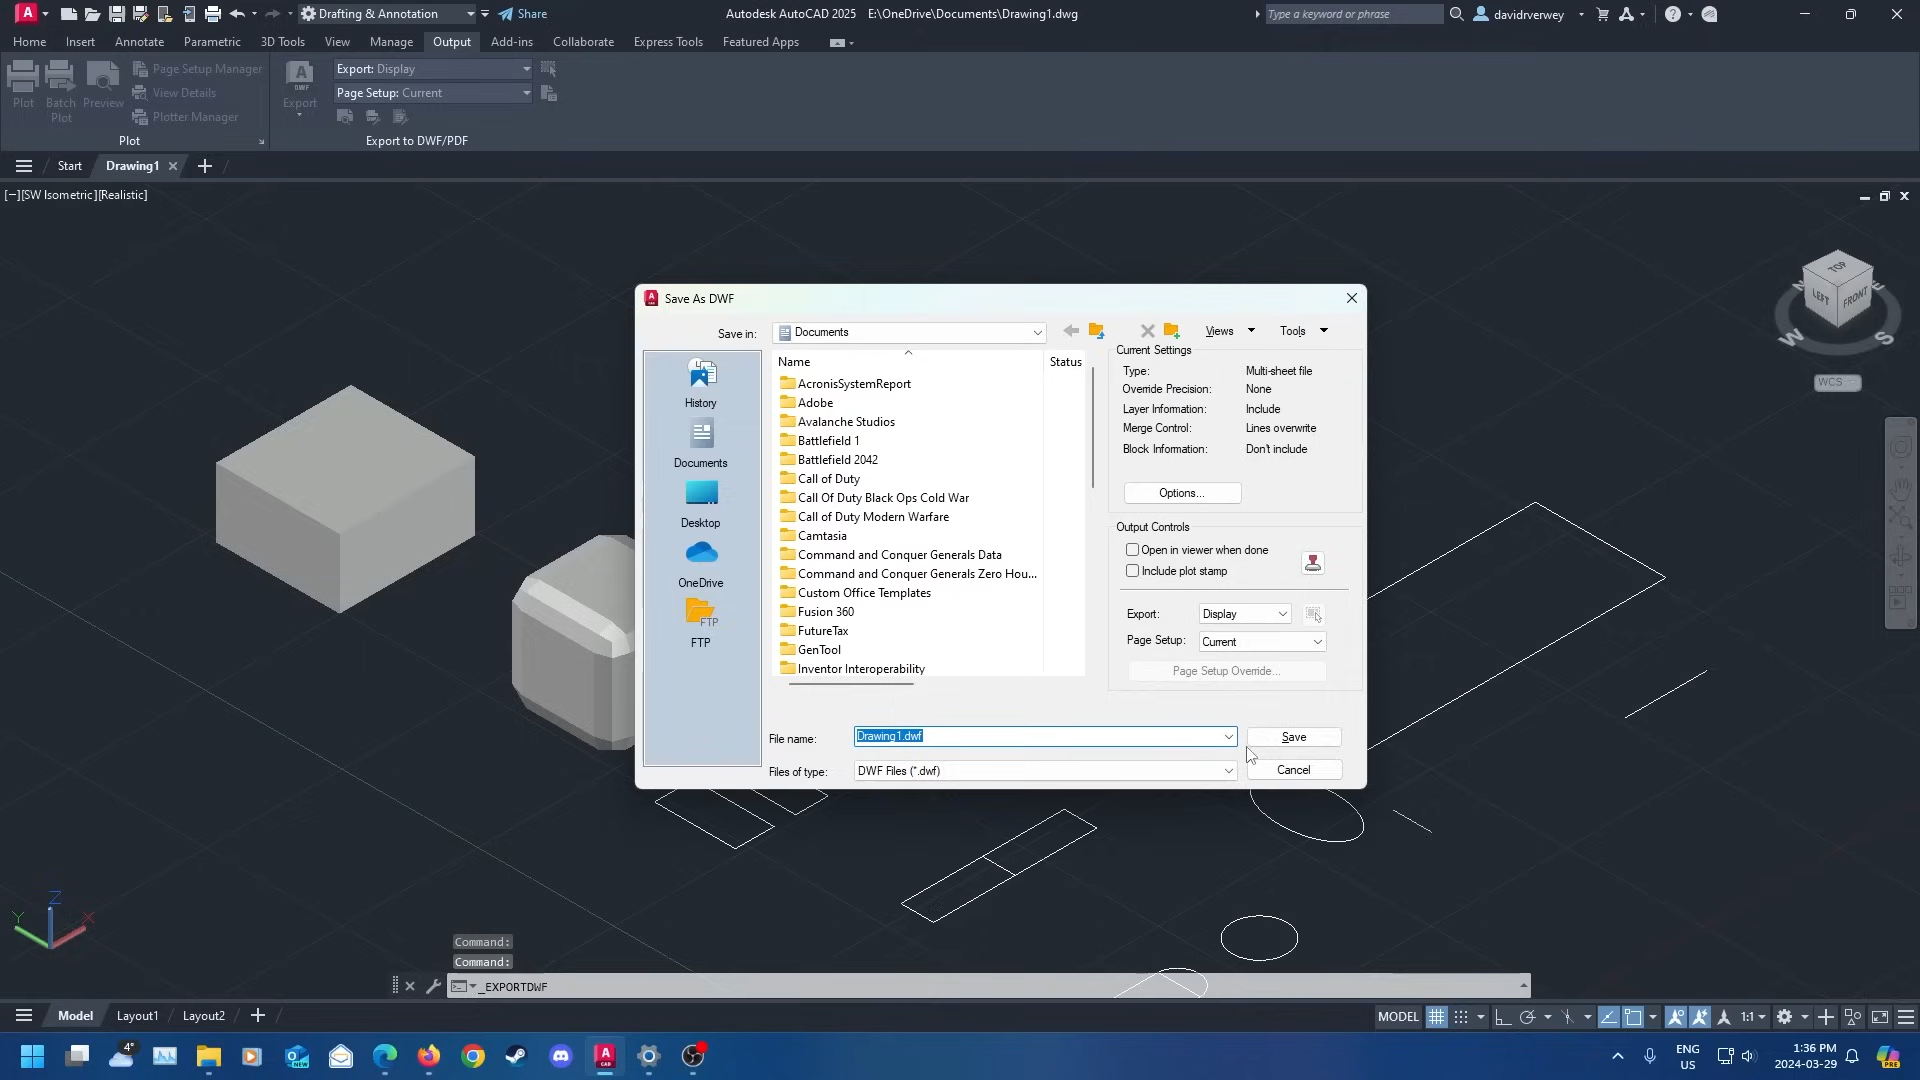 Drafting & Annotation
Share
Autodesk AutoCAD 2025 E:\OneDrive\Documents\Drawing1.dwg
Type a keyword or phrase
davidrverwey
Home Insert Annotate Parametric 3D Tools View Manage Output Add-ins Collaborate Express Tools Featured Apps
Plot
Batch Plot
Preview
Page Setup Manager
View Details
Plotter Manager
Plot
DWF
Export
Export: Display
Page Setup: Current
Export to DWF/PDF
Start
Drawing1
[−][SW Isometric][Realistic]
TOP
LEFT
FRONT
W
S
WCS
Save As DWF
Save in:
Documents
Views
Tools
History
Documents
Desktop
OneDrive
FTP
FTP
Name
Status
AcronisSystemReport
Adobe
Avalanche Studios
Battlefield 1
Battlefield 2042
Call of Duty
Call Of Duty Black Ops Cold War
Call of Duty Modern Warfare
Camtasia
Command and Conquer Generals Data
Command and Conquer Generals Zero Hou...
Custom Office Templates
Fusion 360
FutureTax
GenTool
Inventor Interoperability
Current Settings
Type: Multi-sheet file
Override Precision: None
Layer Information: Include
Merge Control: Lines overwrite
Block Information: Don't include
Options...
Output Controls
Open in viewer when done
Include plot stamp
Export: Display
Page Setup: Current
Page Setup Override...
File name: Drawing1.dwf
Save
Files of type: DWF Files (*.dwf)
Cancel
Z
Y
X
Command:
Command:
_EXPORTDWF
Model Layout1 Layout2
MODEL
1:1
4°
ENG
US
1:36 PM
2024-03-29